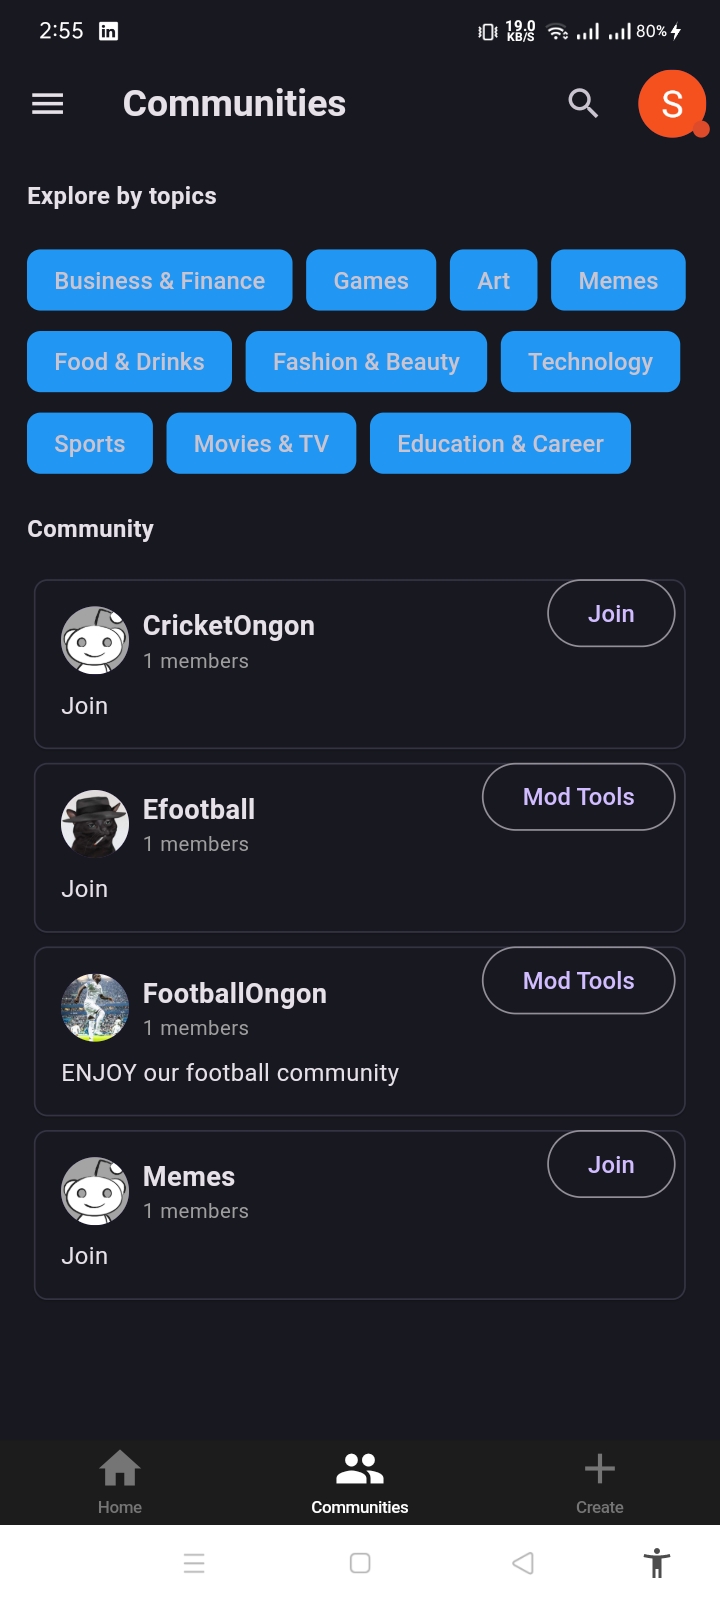 2:55 in 19.0 KB/S 80%
Communities S
Explore by topics
Business & Finance Games Art Memes
Food & Drinks Fashion & Beauty Technology
Sports Movies & TV Education & Career
Community
CricketOngon Join
1 members
Join
Efootball Mod Tools
1 members
Join
FootballOngon Mod Tools
1 members
ENJOY our football community
Memes Join
1 members
Join
Home Communities Create